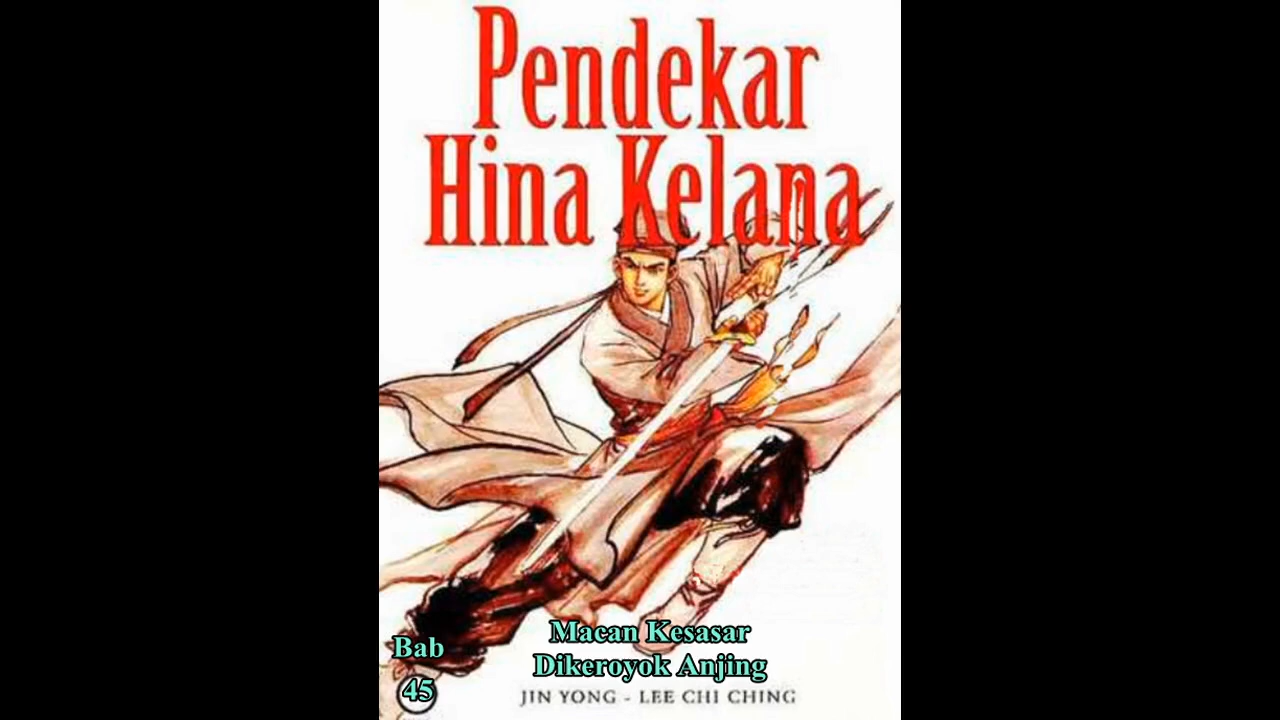 Pendekar
Hina Kelana
Macan Kesasar
Dikeroyok Anjing
Bab
45
JIN YONG - LEE CHI CHING